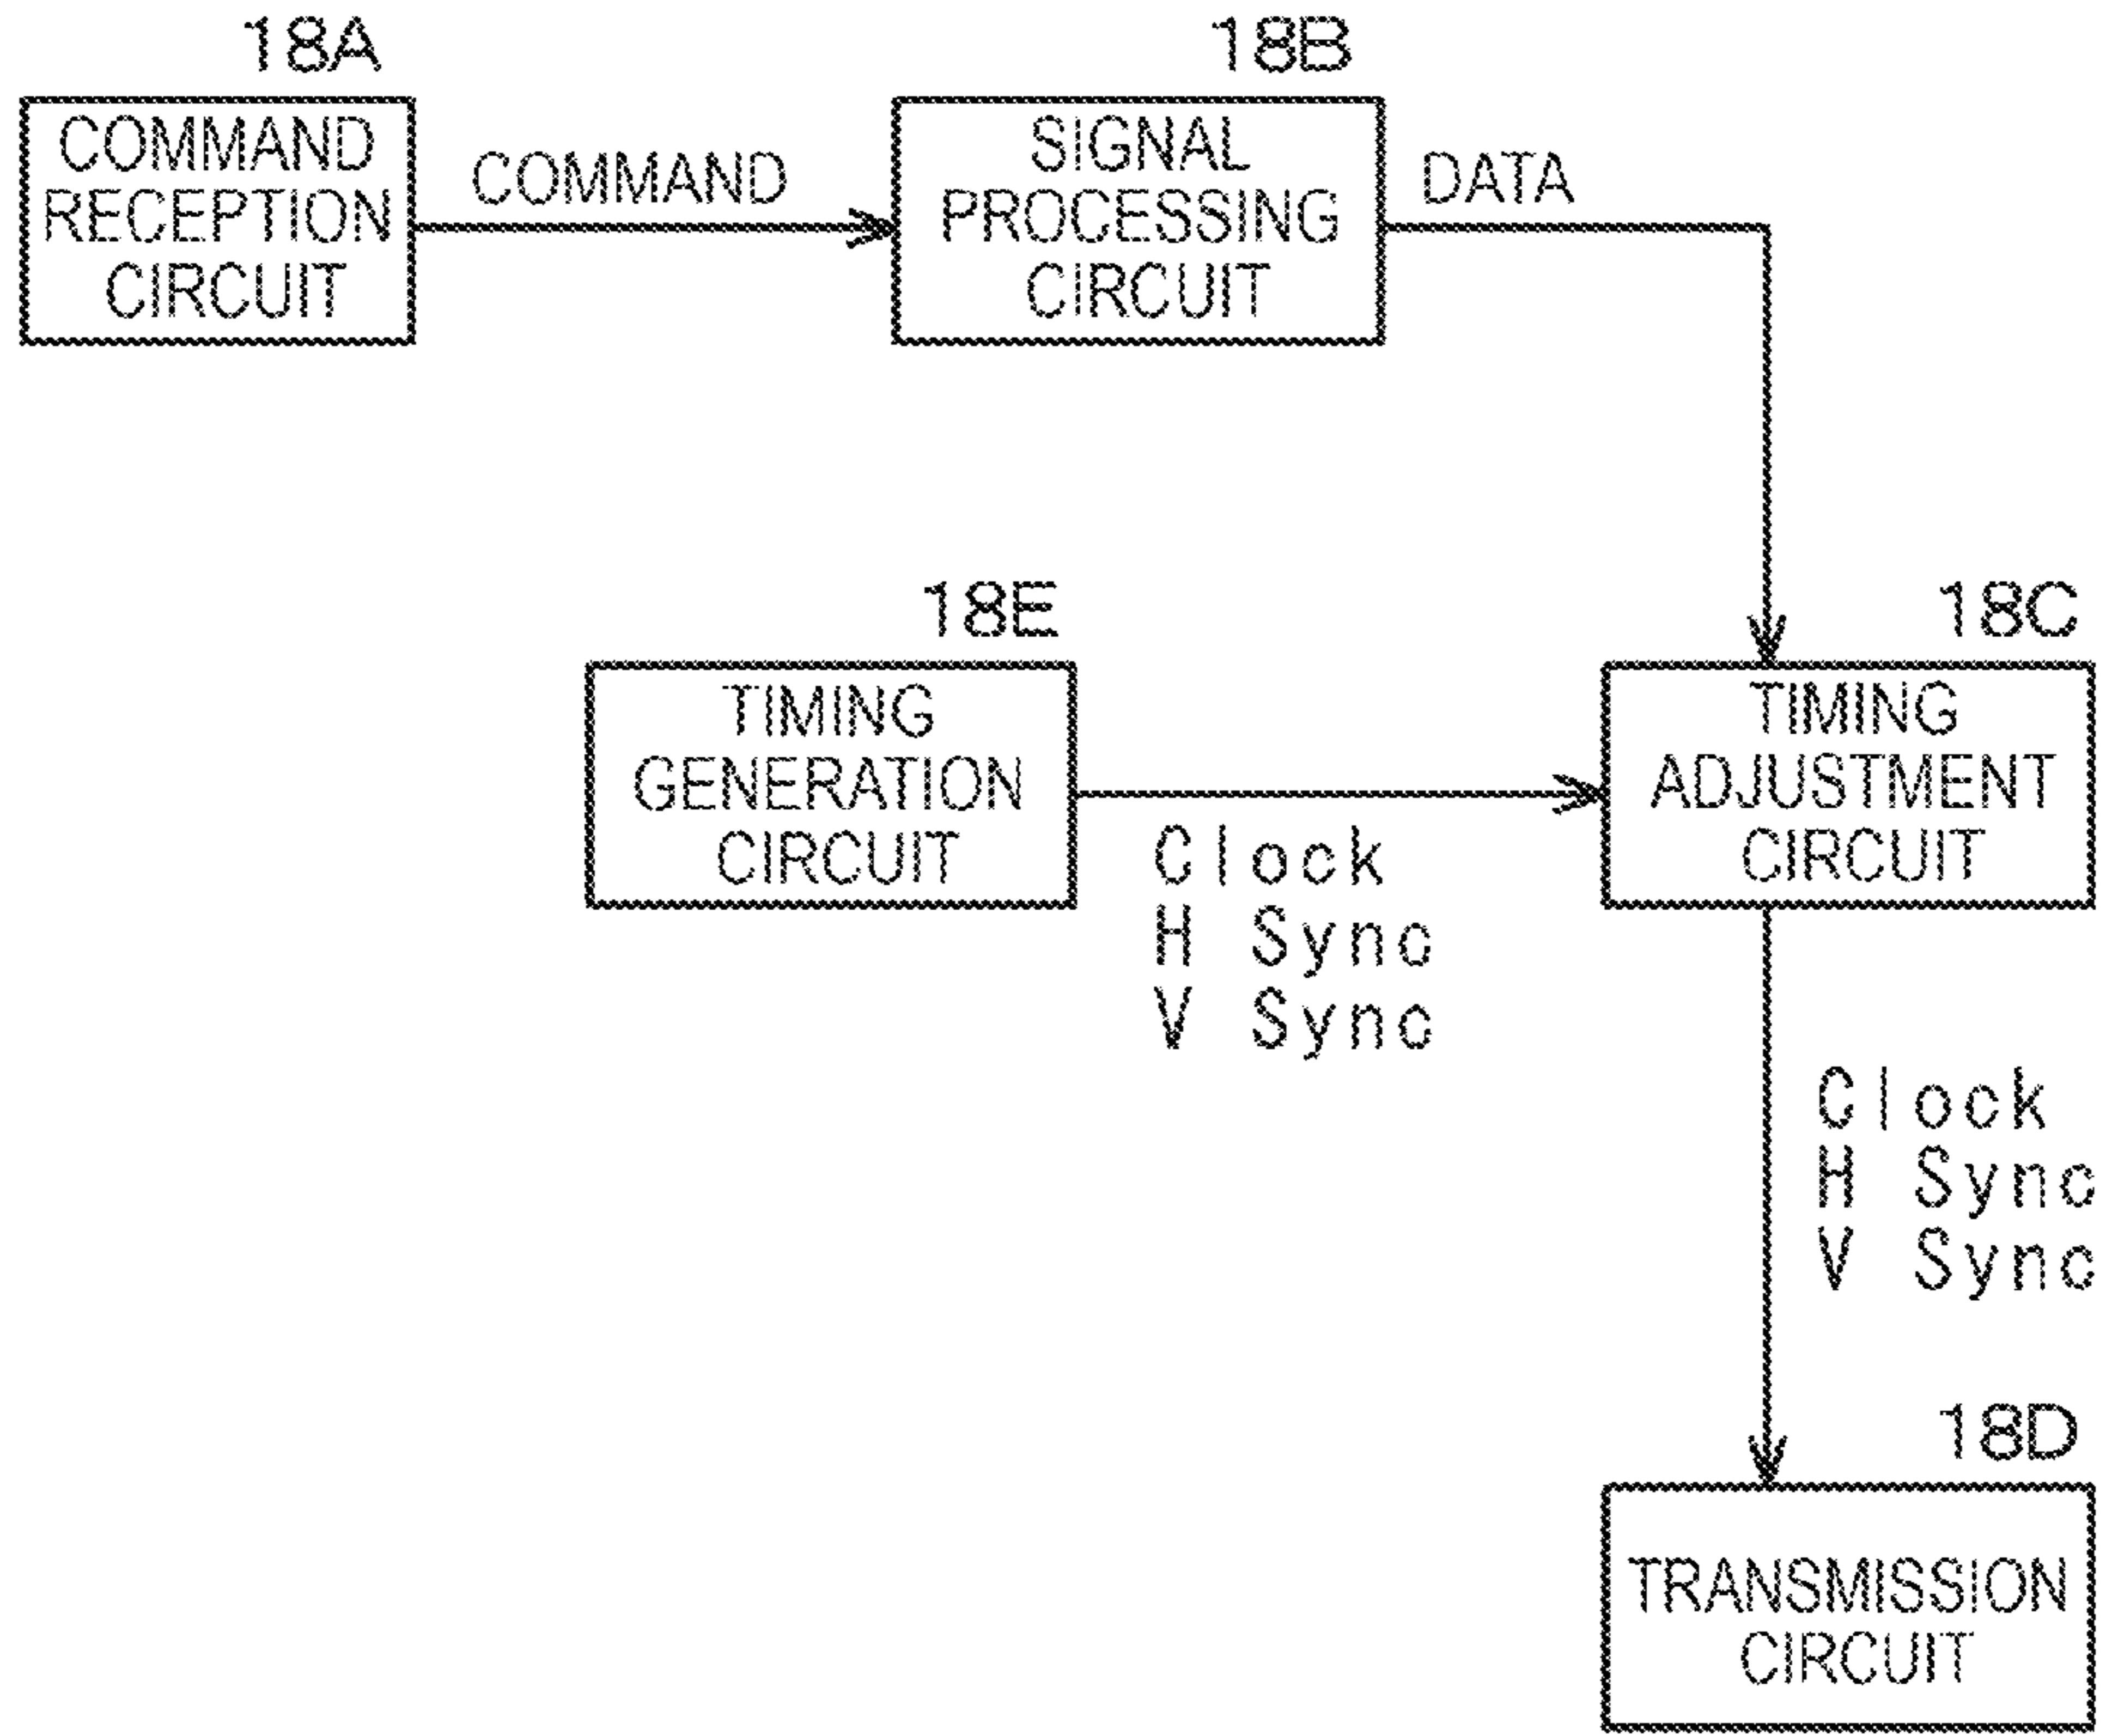 18A
COMMAND
RECEPTION
CIRCUIT
COMMAND
18B
SIGNAL
PROCESSING
CIRCUIT
DATA
18E
TIMING
GENERATION
CIRCUIT
Clock
H Sync
V Sync
18C
TIMING
ADJUSTMENT
CIRCUIT
Clock
H Sync
V Sync
18D
TRANSMISSION
CIRCUIT